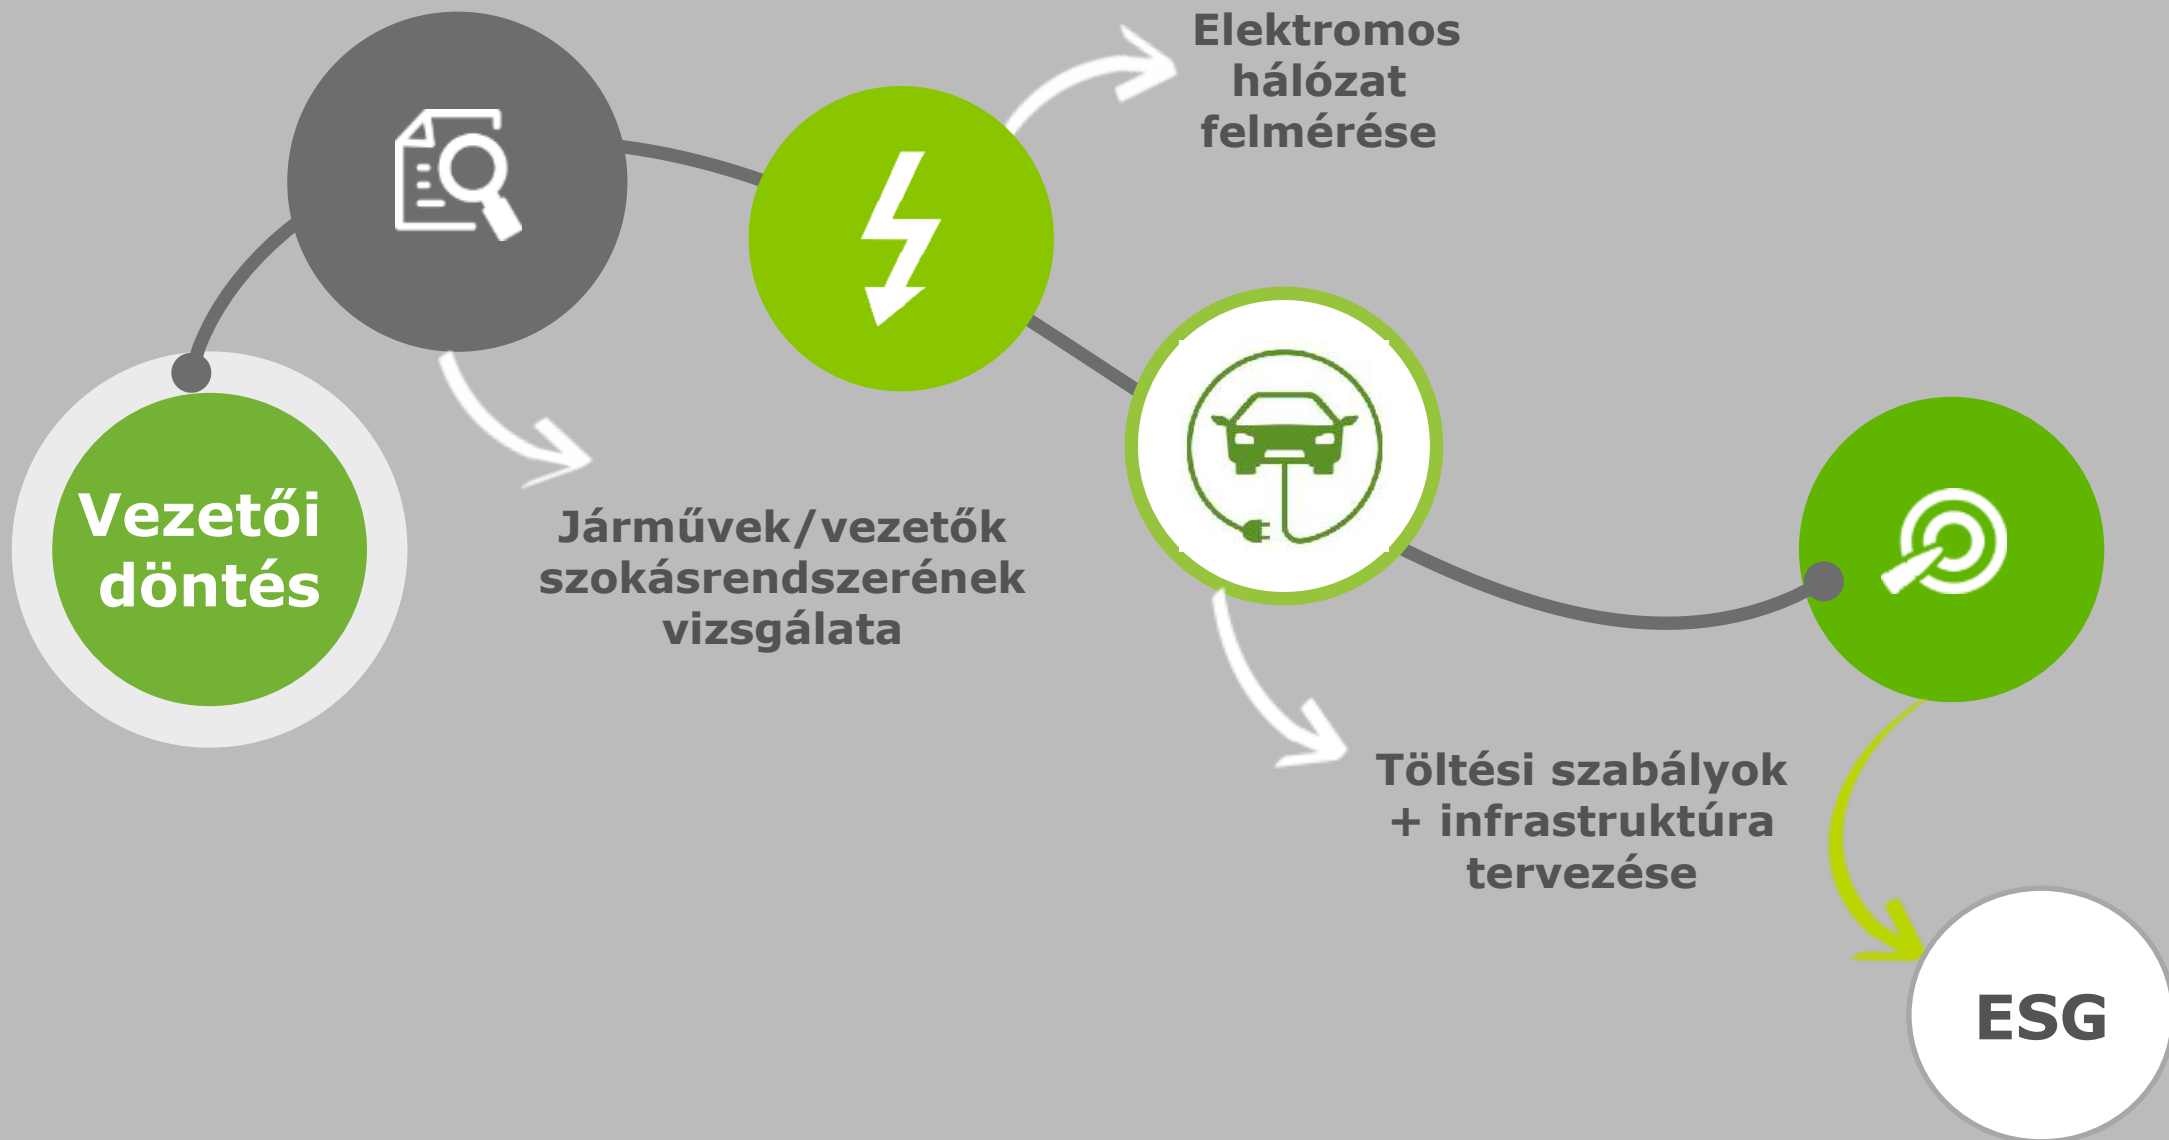 Elektromos
hálózat
felmérése
Vezetői
döntés
Járművek/vezetők
szokásrendszerének
vizsgálata
Töltési szabályok
+ infrastruktúra
tervezése
ESG